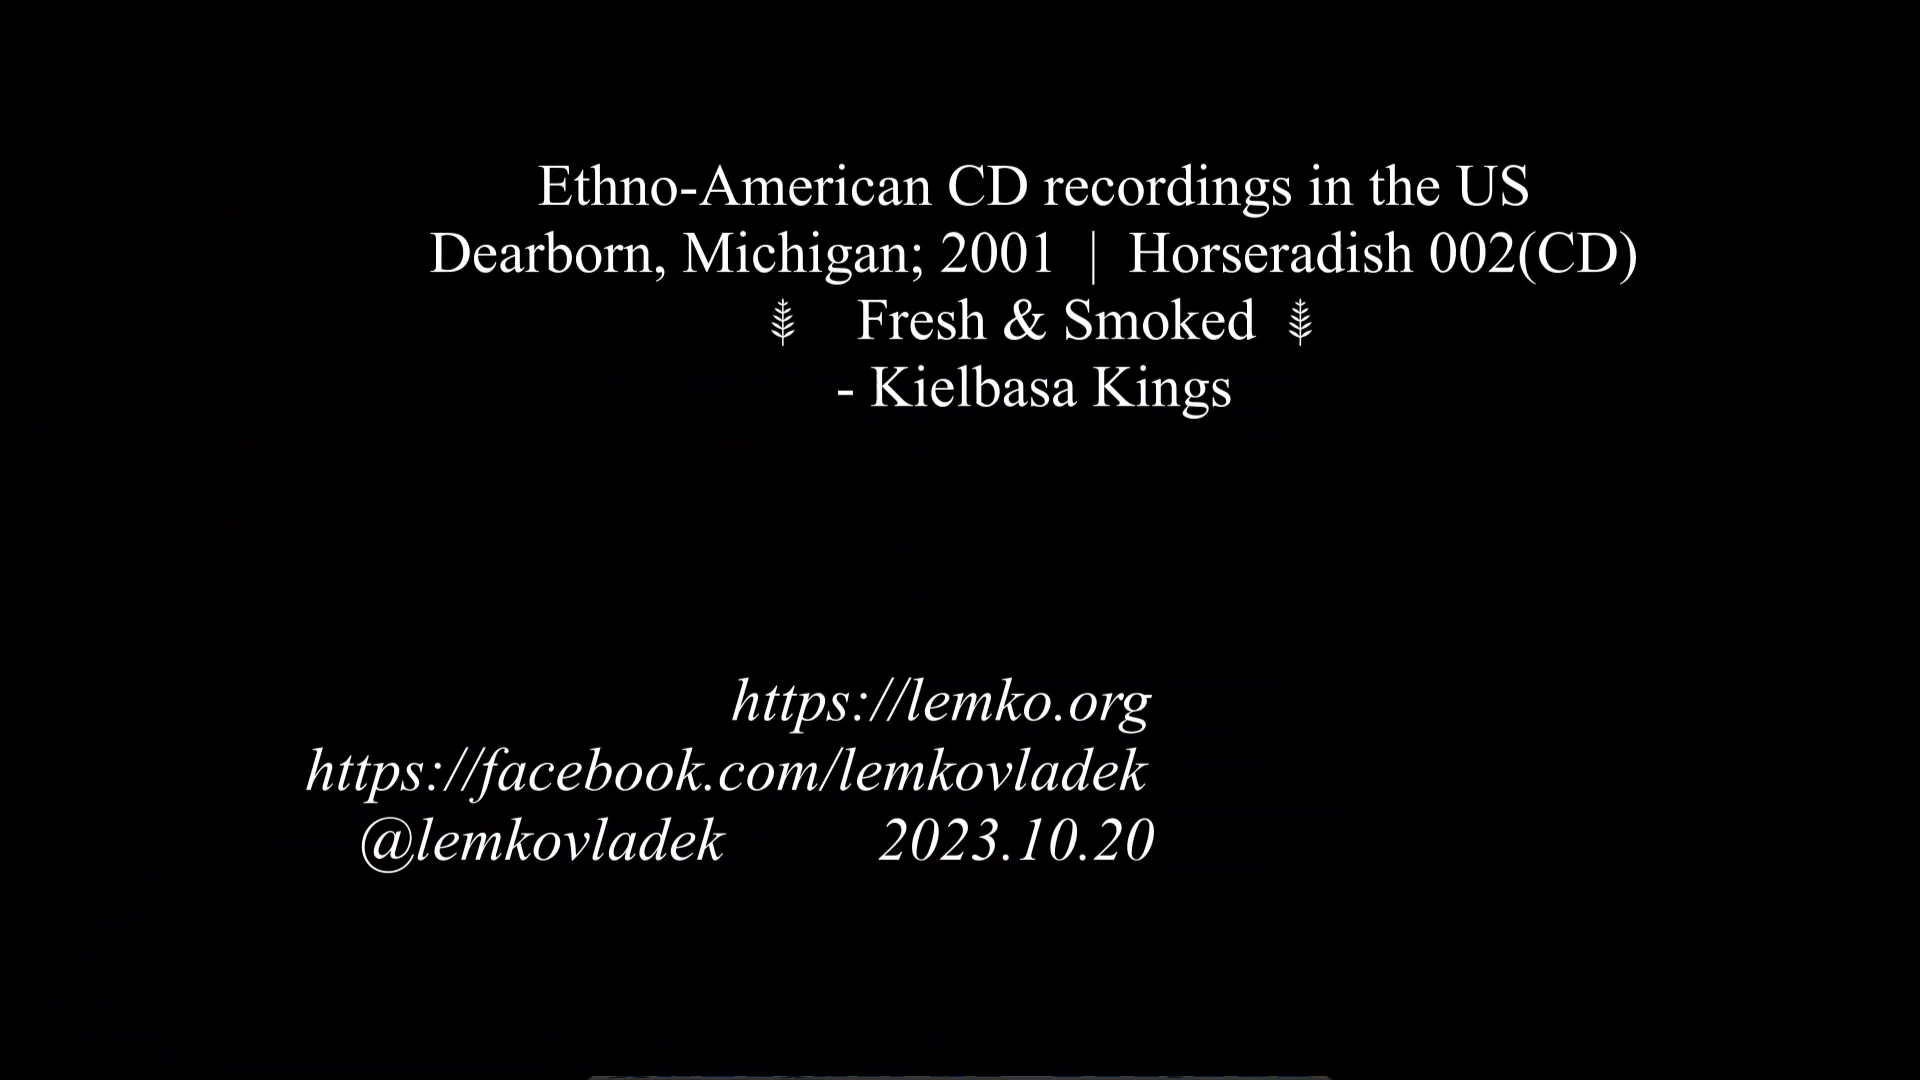 Ethno-American CD recordings in the US
Dearborn, Michigan; 2001 | Horseradish 002(CD)
Fresh & Smoked
- Kielbasa Kings
https://lemko.org
https://facebook.com/lemkovladek
@lemkovladek 2023.10.20